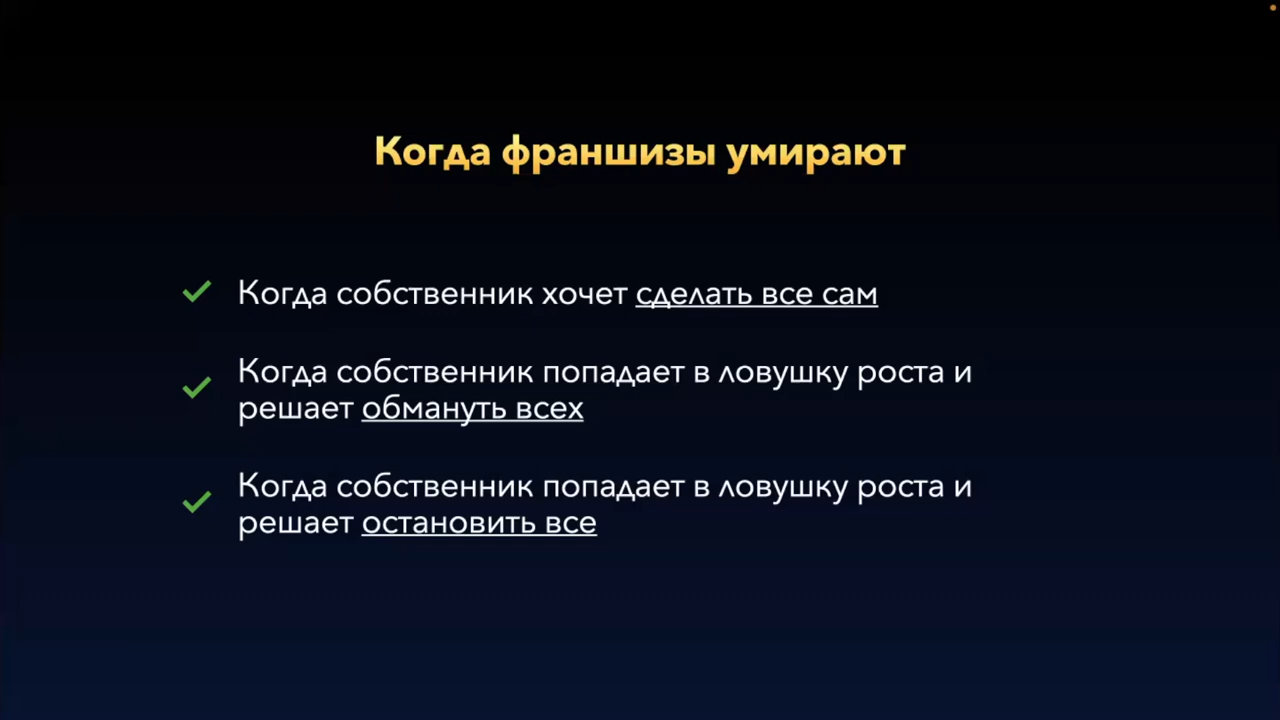 Когда франшизы умирают
Когда собственник хочет сделать все сам
Когда собственник попадает в ловушку роста и
решает обмануть всех
Когда собственник попадает в ловушку роста и
решает остановить все